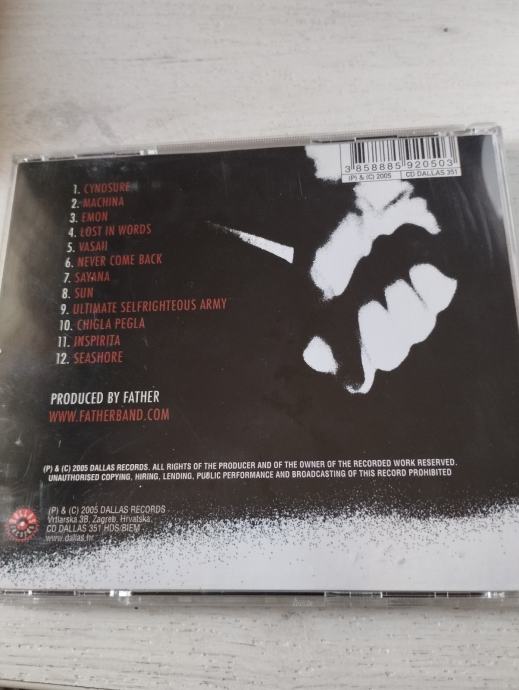 3 858885 920503
(P) & (C) 2005 CD DALLAS 351
1. CYNOSURE
2. MACHINA
3. EMON
4. LOST IN WORDS
5. VASAII
6. NEVER COME BACK
7. SAYANA
8. SUN
9. ULTIMATE SELFRIGHTEOUS ARMY
10. CHIGLA PEGLA
11. INSPIRITA
12. SEASHORE
PRODUCED BY FATHER
WWW.FATHERBAND.COM
(P) & (C) 2005 DALLAS RECORDS. ALL RIGHTS OF THE PRODUCER AND OF THE OWNER OF THE RECORDED WORK RESERVED.
UNAUTHORISED COPYING, HIRING, LENDING, PUBLIC PERFORMANCE AND BROADCASTING OF THIS RECORD PROHIBITED
(P) & (C) 2005 DALLAS RECORDS
Vrtlarska 3B, Zagreb, Hrvatska,
CD DALLAS 351 HDS/BIEM
www.dallas.hr